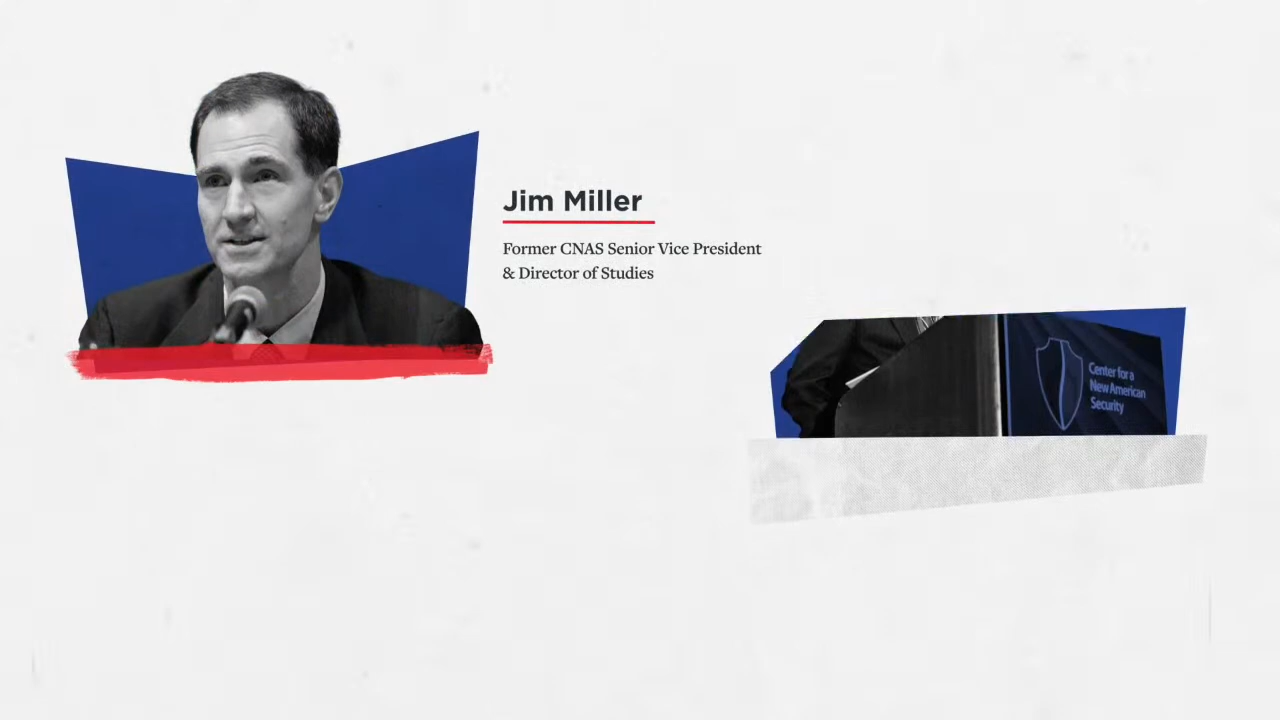 Jim Miller
Former CNAS Senior Vice President
& Director of Studies
Center for a
New American
Security